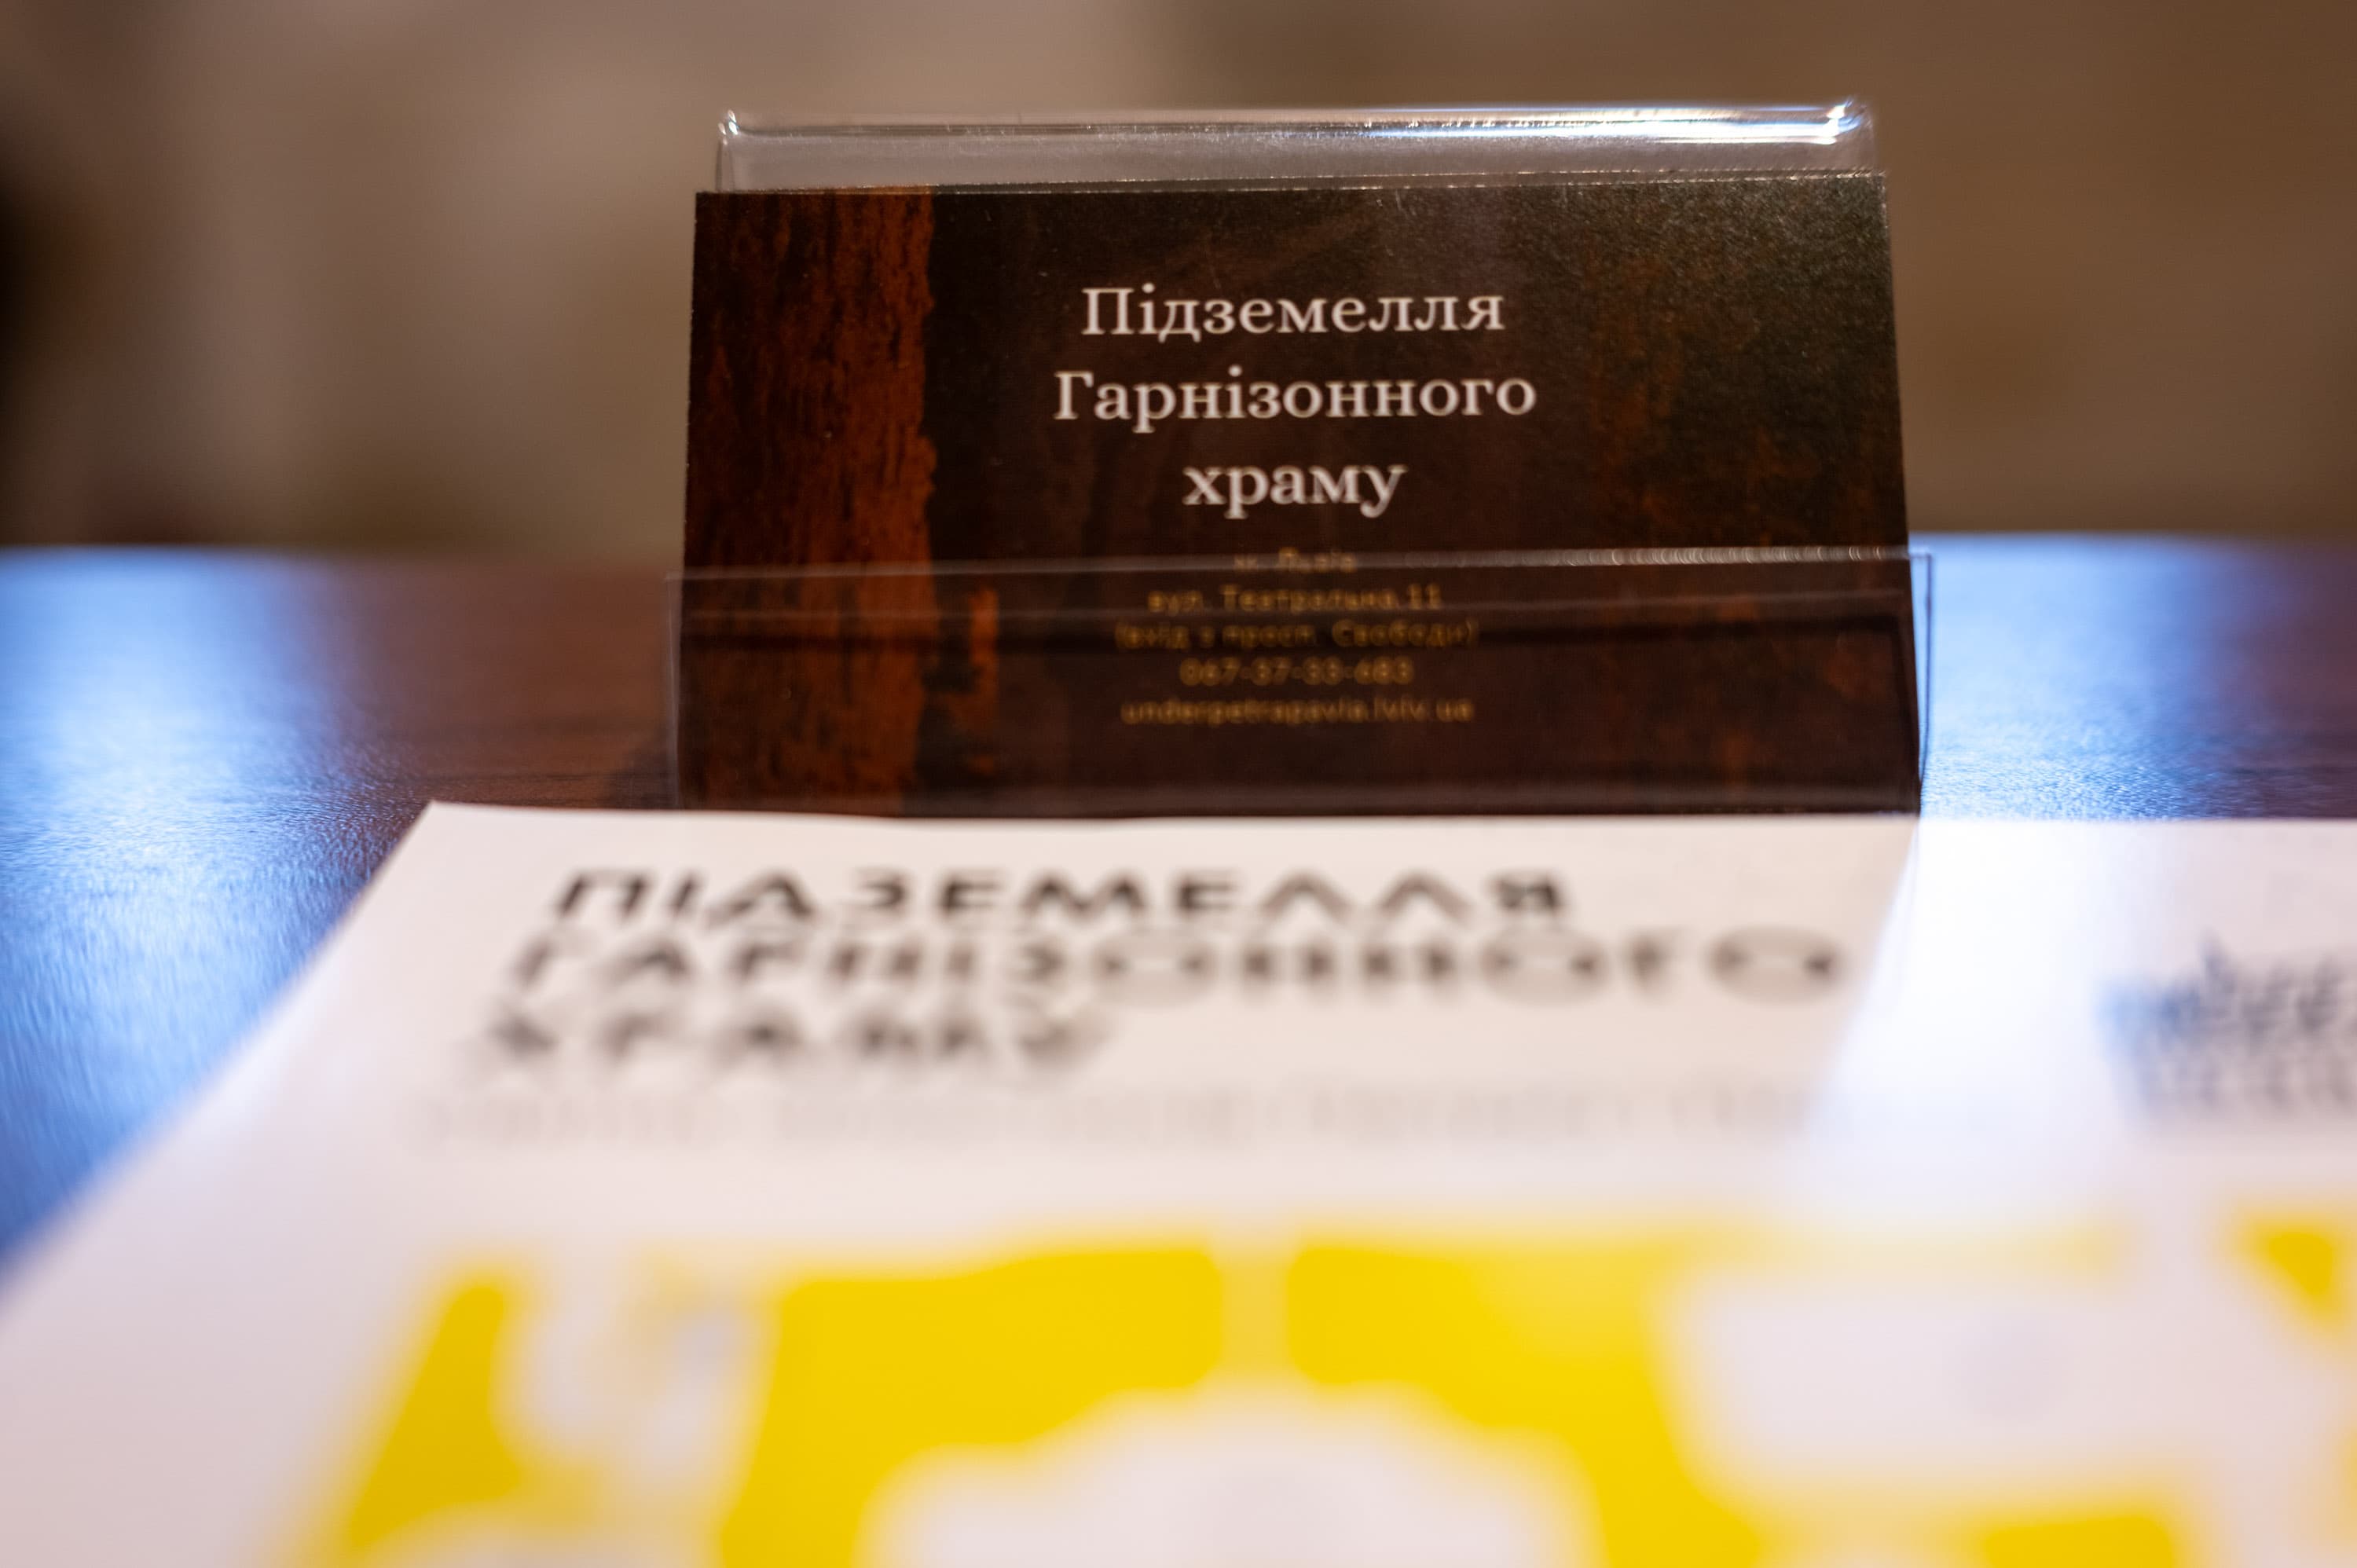 Підземелля
Гарнізонного
храму
м. Львів
вул. Театральна 11
(вхід з просп. Свободи)
067-37-33-483
underpetrapavla.lviv.ua
ПІДЗЕМЕЛЛЯ
ГАРНІЗОННОГО
ХРАМУ